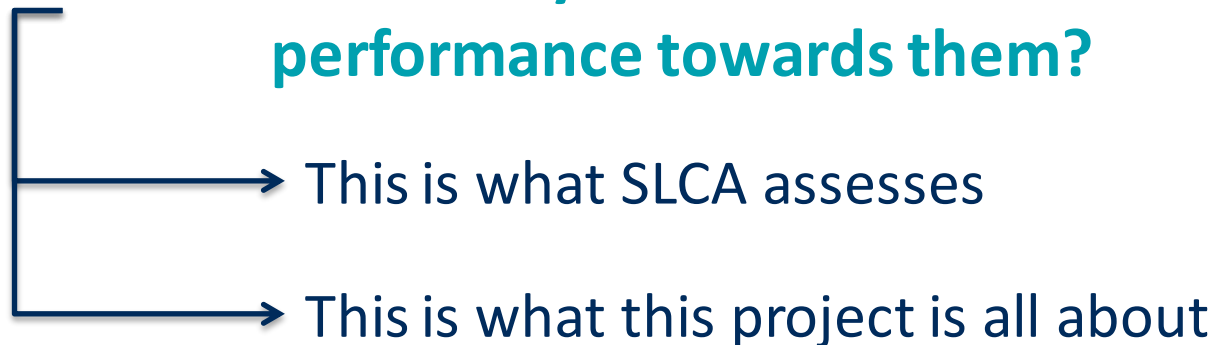 performance towards them?
This is what SLCA assesses
This is what this project is all about